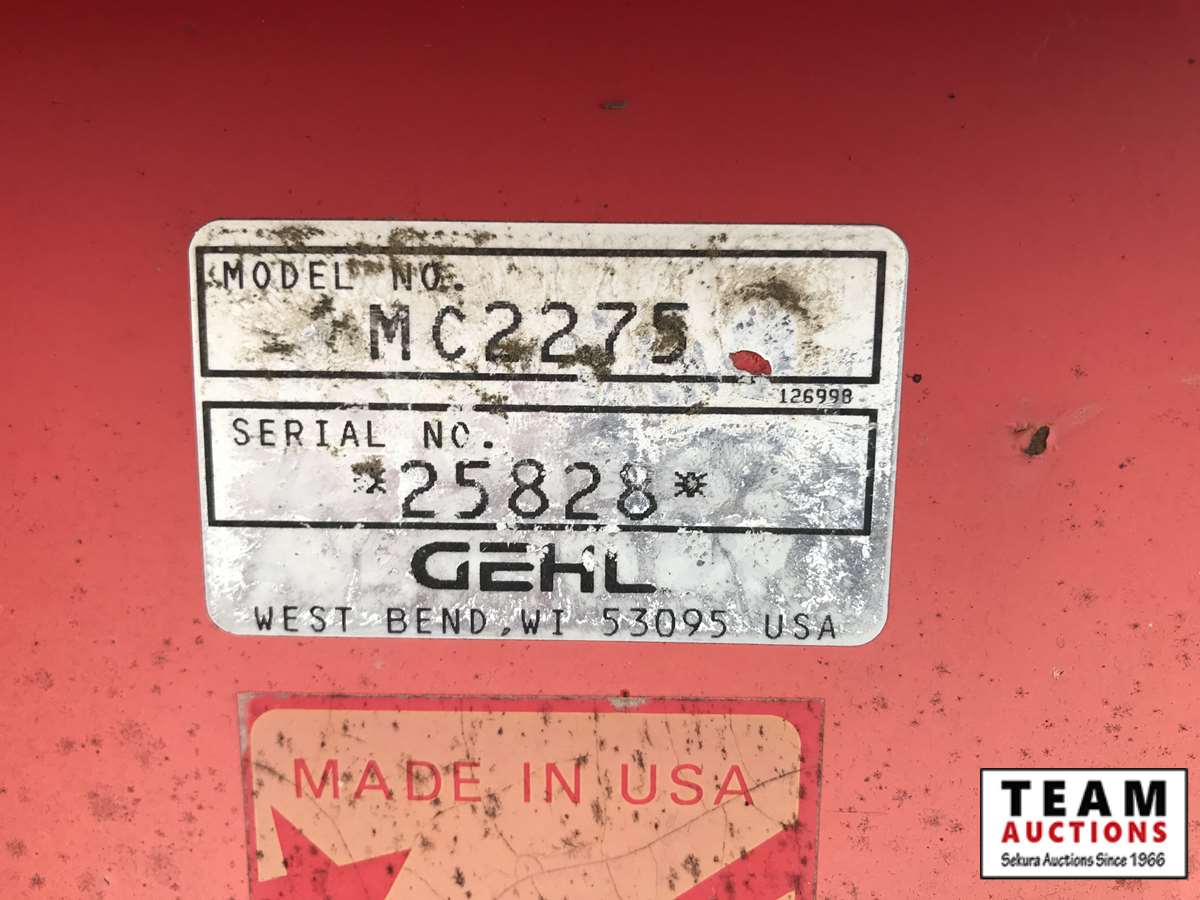 MODEL NO.
MC2275
126998
SERIAL NO.
*25828*
GEHL
WEST BEND, WI 53095 USA
MADE IN USA
TEAM
AUCTIONS
Sekura Auctions Since 1966